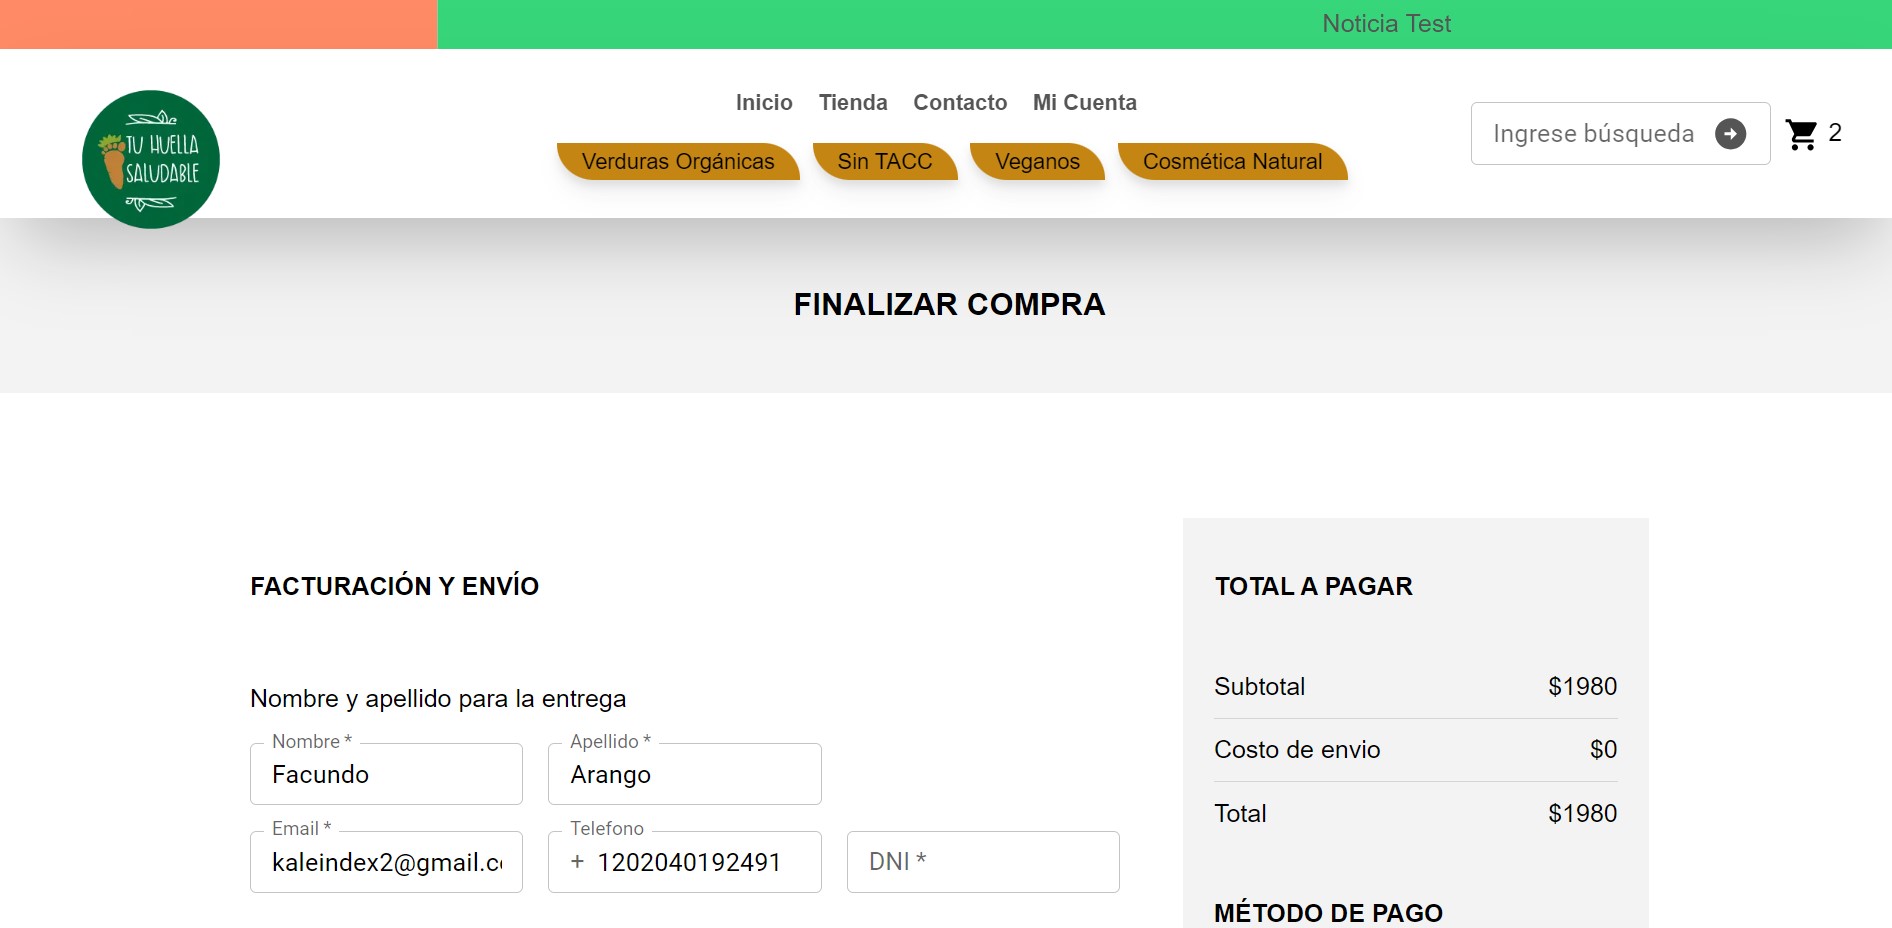 Noticia Test
Inicio Tienda Contacto Mi Cuenta
TU HUELLA
SALUDABLE
Verduras Orgánicas Sin TACC Veganos Cosmética Natural
Ingrese búsqueda 2
FINALIZAR COMPRA
FACTURACIÓN Y ENVÍO
Nombre y apellido para la entrega
Nombre * Apellido *
Facundo Arango
Email * Telefono
kaleindex2@gmail.c + 1202040192491 DNI *
TOTAL A PAGAR
Subtotal $1980
Costo de envio $0
Total $1980
MÉTODO DE PAGO